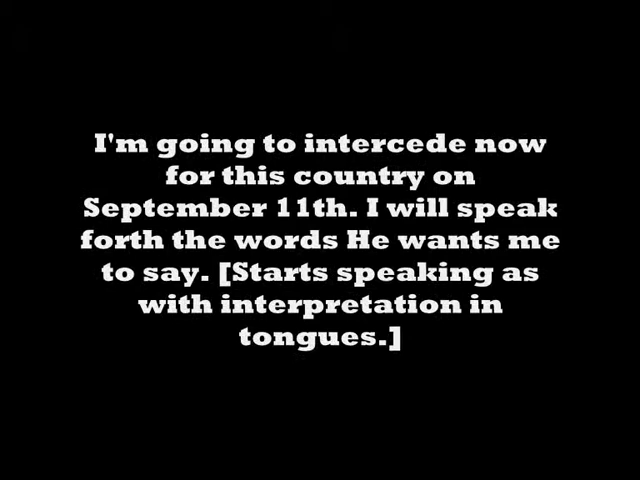 I'm going to intercede now
for this country on
September 11th. I will speak
forth the words He wants me
to say. [Starts speaking as
with interpretation in
tongues.]